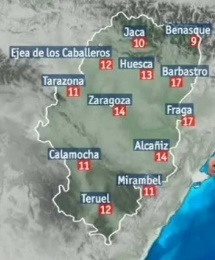 Benasque
9
Jaca
10
Ejea de los Caballeros
12
Huesca
13
Barbastro
17
Tarazona
11
Zaragoza
14
Fraga
17
Alcañiz
14
Calamocha
11
Mirambel
11
Teruel
12